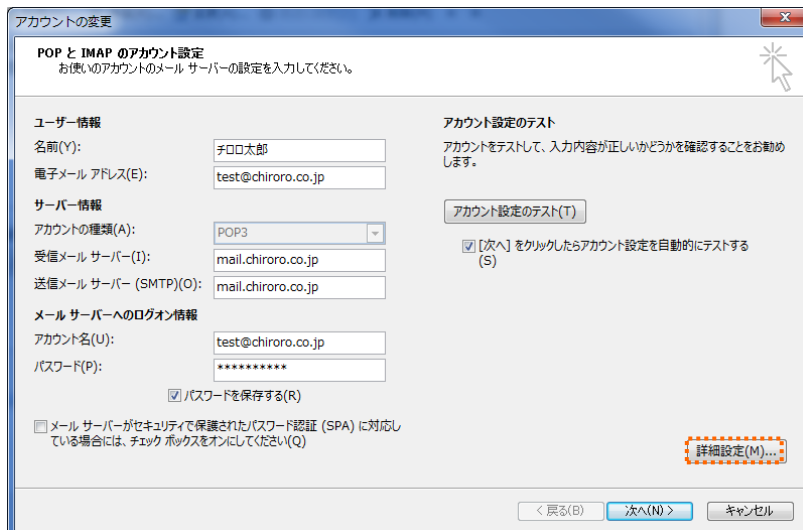 アカウントの変更
POP と IMAP のアカウント設定
お使いのアカウントのメール サーバーの設定を入力してください。
ユーザー情報
名前(Y):
チロロ太郎
電子メール アドレス(E):
test@chiroro.co.jp
サーバー情報
アカウントの種類(A):
POP3
受信メール サーバー(I):
mail.chiroro.co.jp
送信メール サーバー (SMTP)(O):
mail.chiroro.co.jp
メール サーバーへのログオン情報
アカウント名(U):
test@chiroro.co.jp
パスワード(P):
**********
パスワードを保存する(R)
メール サーバーがセキュリティで保護されたパスワード認証 (SPA) に対応し
ている場合には、チェック ボックスをオンにしてください(Q)
アカウント設定のテスト
アカウントをテストして、入力内容が正しいかどうかを確認することをお勧め
します。
アカウント設定のテスト(T)
[次へ] をクリックしたらアカウント設定を自動的にテストする
(S)
詳細設定(M)...
< 戻る(B)
次へ(N) >
キャンセル